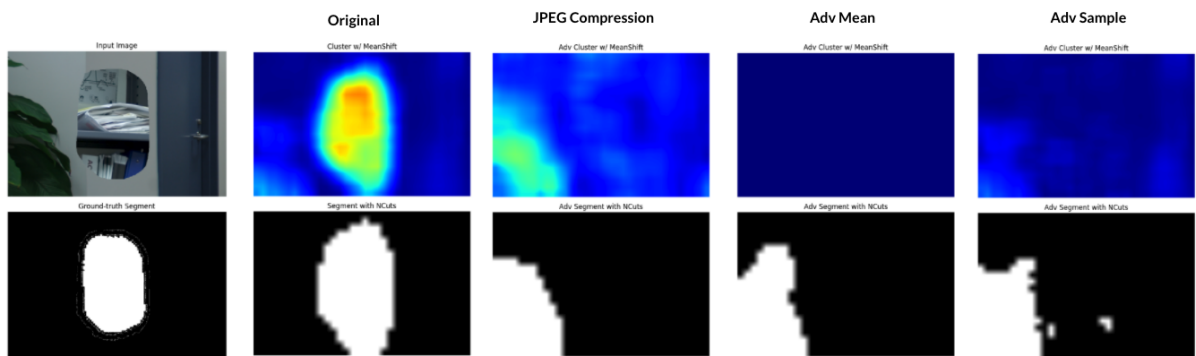 Original
JPEG Compression
Adv Mean
Adv Sample
Input Image
Cluster w/ MeanShift
Adv Cluster w/ MeanShift
Adv Cluster w/ MeanShift
Adv Cluster w/ MeanShift
Ground-truth Segment
Segment with NCuts
Adv Segment with NCuts
Adv Segment with NCuts
Adv Segment with NCuts